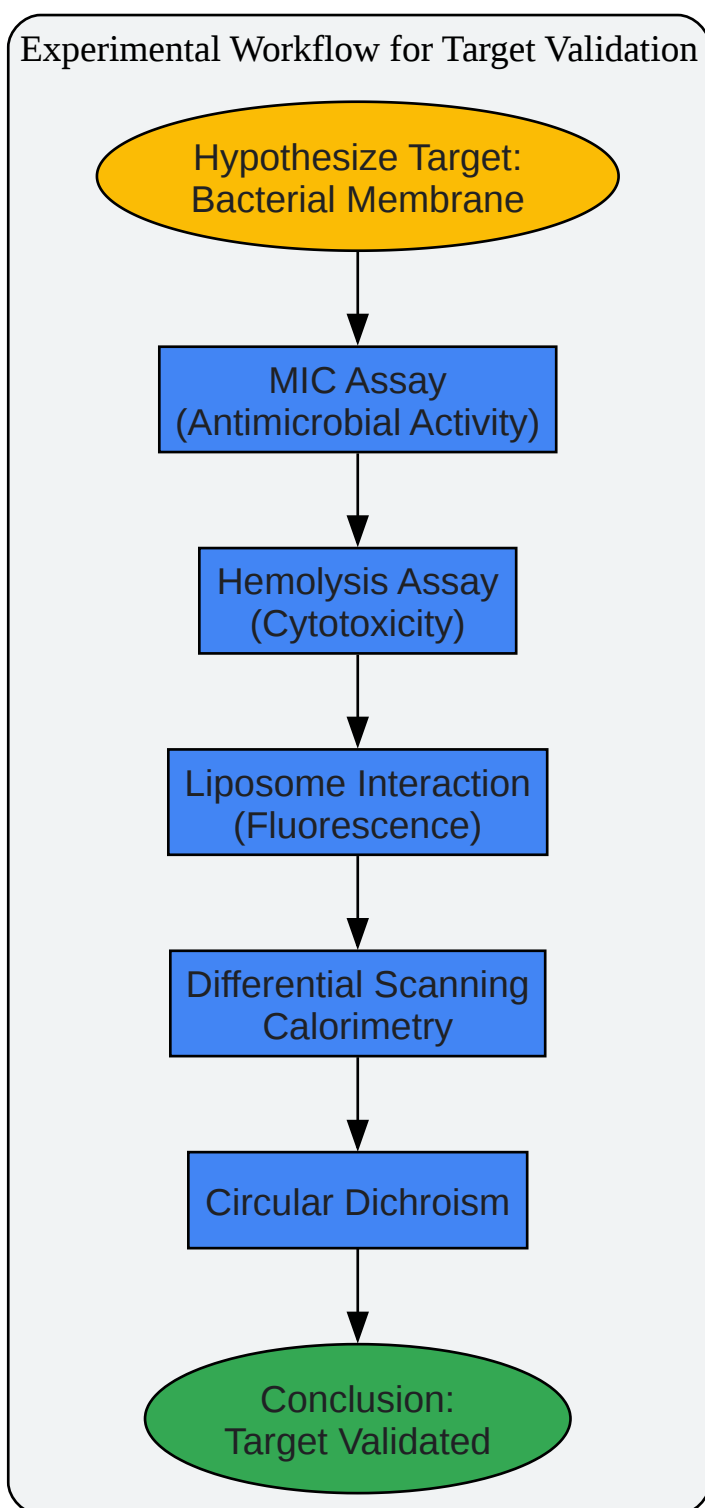 Experimental Workflow for Target Validation
Hypothesize Target:
Bacterial Membrane
MIC Assay
(Antimicrobial Activity)
Hemolysis Assay
(Cytotoxicity)
Liposome Interaction
(Fluorescence)
Differential Scanning
Calorimetry
Circular Dichroism
Conclusion:
Target Validated